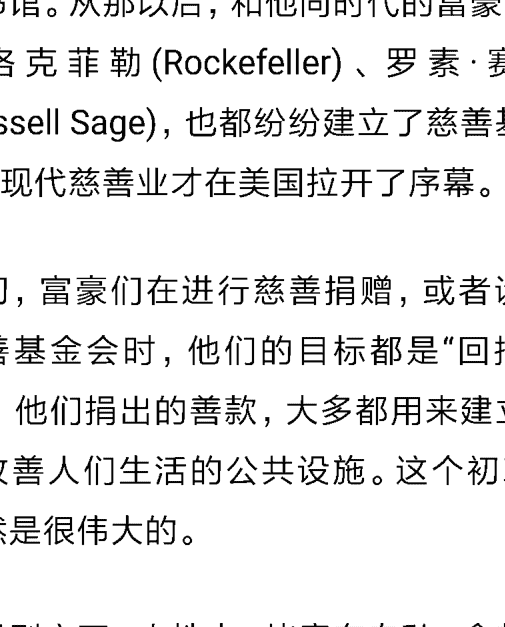 馆。从那以后，和他同时代的富豪
克菲勒 (Rockefeller) 、罗素·赛
ssell Sage)，也都纷纷建立了慈善基
现代慈善业才在美国拉开了序幕。
，富豪们在进行慈善捐赠，或者
善基金会时，他们的目标都是“回
他们捐出的善款，大多都用来建立
改善人们生活的公共设施。这个初
然是很伟大的。